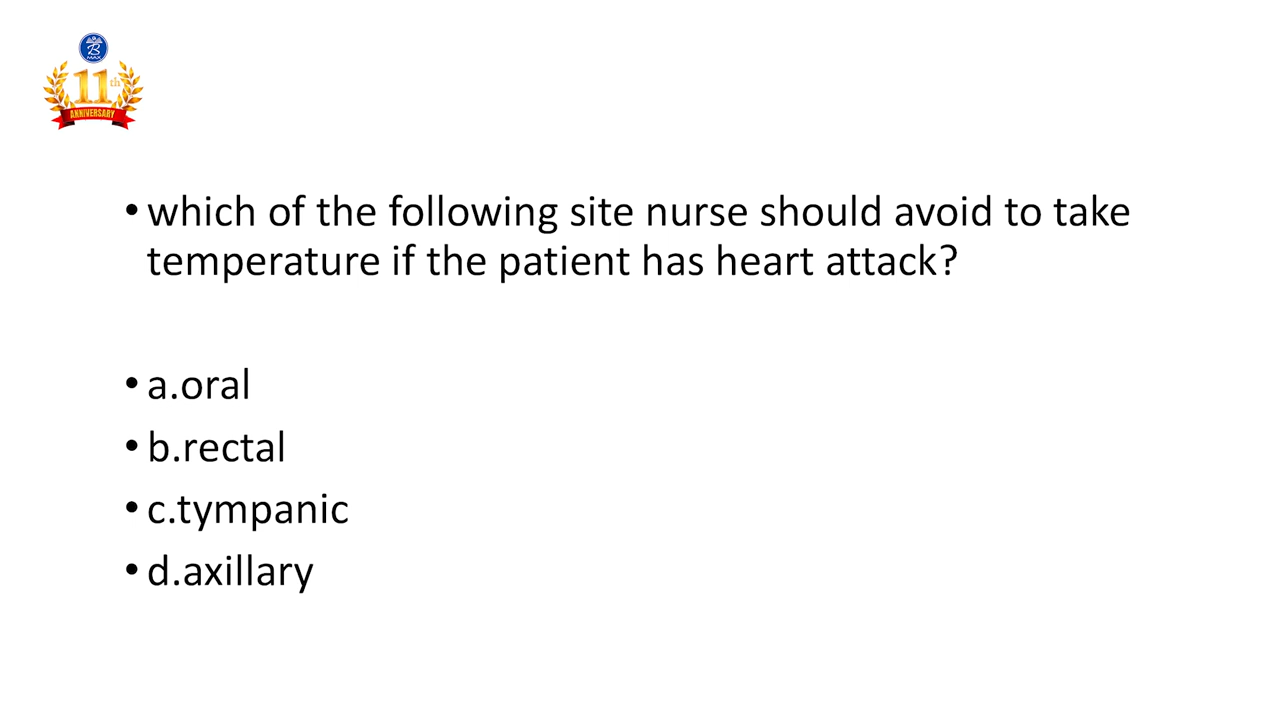 B
MAX
11th
ANNIVERSARY
• which of the following site nurse should avoid to take
temperature if the patient has heart attack?
• a.oral
• b.rectal
• c.tympanic
• d.axillary